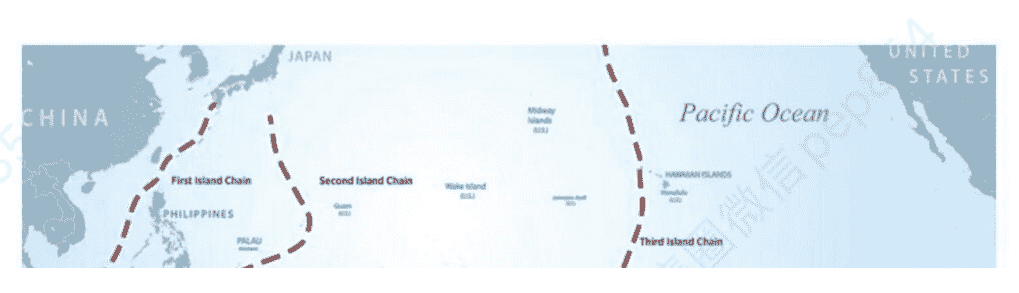 JAPAN
UNITED
STATES
CHINA
Pacific Ocean
Midway
Islands
(U.S.)
First Island Chain
Second Island Chain
Wake Island
(U.S.)
HAWAIIAN ISLANDS
Honolulu
(U.S.)
Guam
(U.S.)
PHILIPPINES
PALAU
Third Island Chain